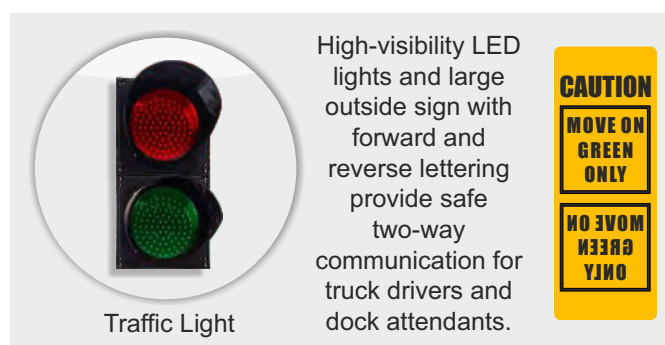 High-visibility LED
lights and large
outside sign with
forward and
reverse lettering
provide safe
two-way
communication for
truck drivers and
dock attendants.
Traffic Light
CAUTION
MOVE ON
GREEN
ONLY
MOVE ON
GREEN
ONLY